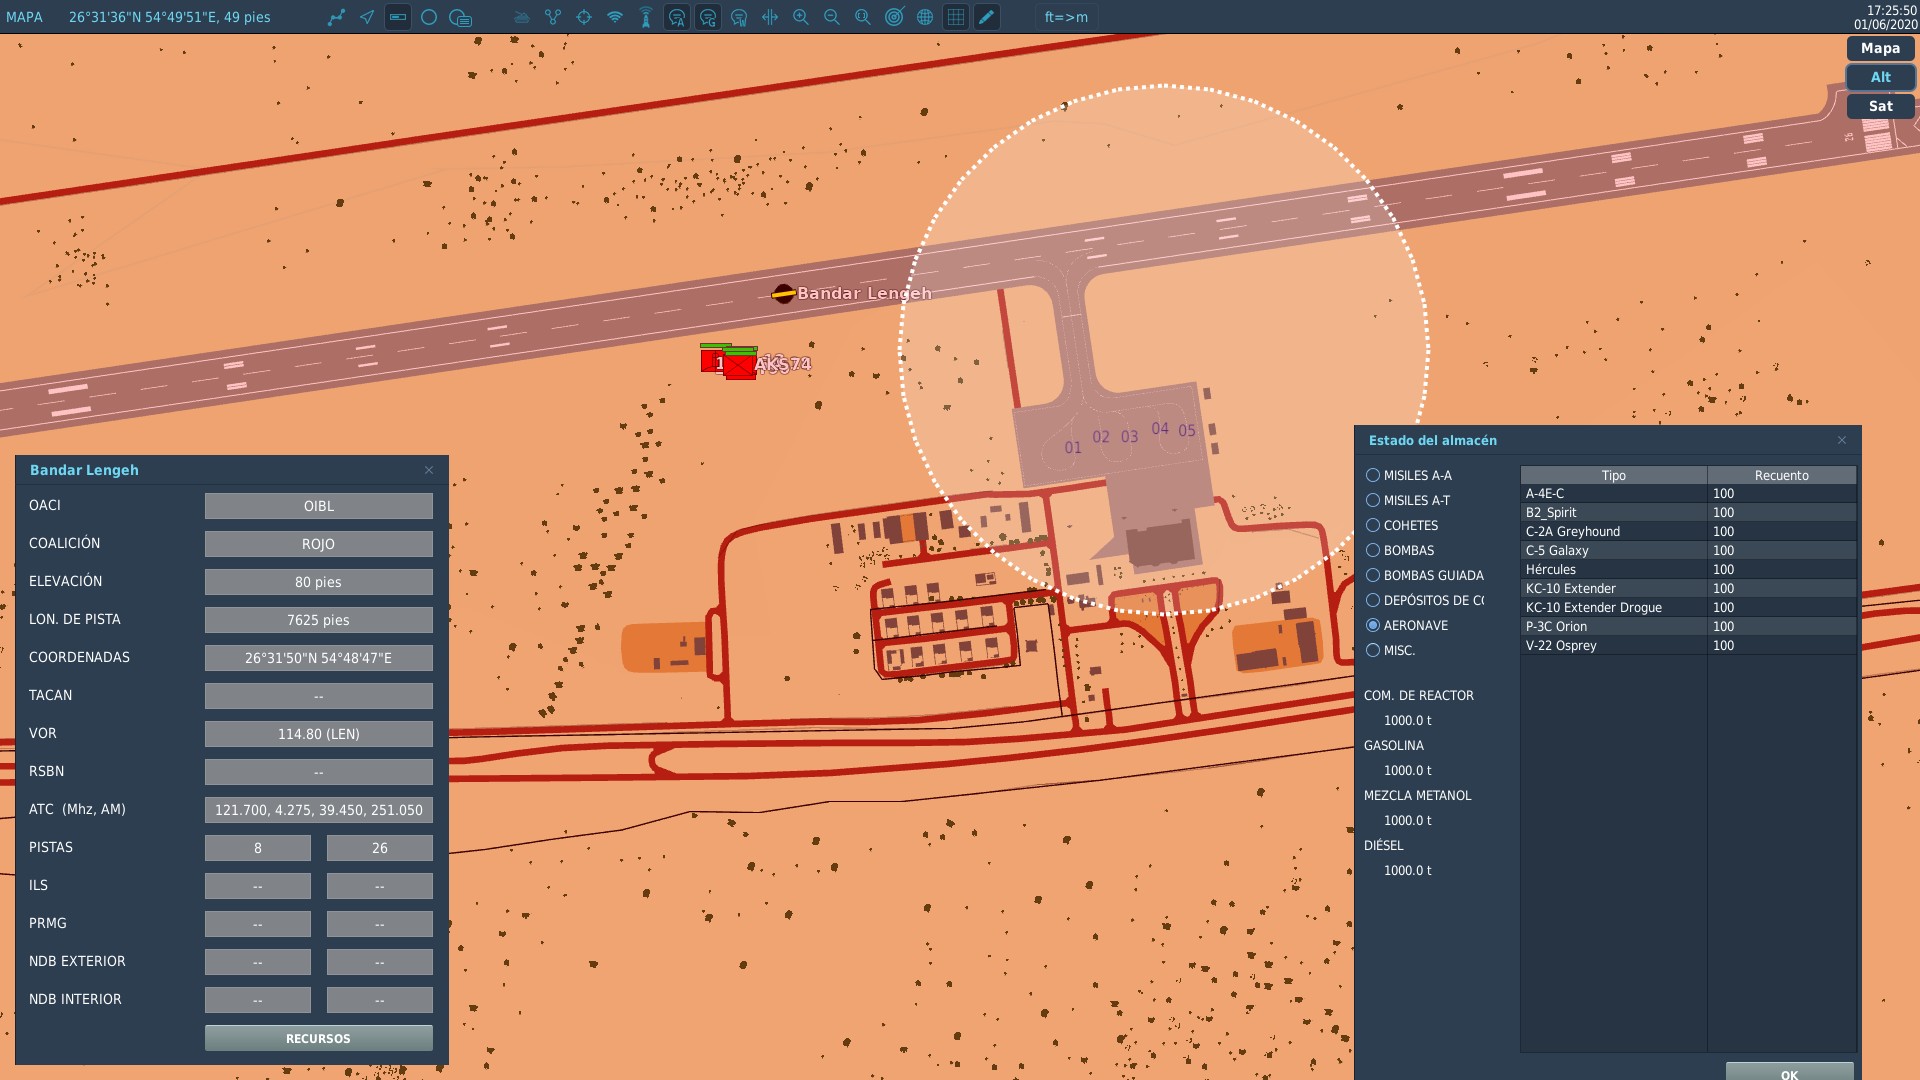 MAPA 26°31'36"N 54°49'51"E, 49 pies ft=>m 17:25:50
01/06/2020
Mapa
Alt
Sat
Bandar Lengeh
01 02 03 04 05
Bandar Lengeh
OACI OIBL
COALICIÓN ROJO
ELEVACIÓN 80 pies
LON. DE PISTA 7625 pies
COORDENADAS 26°31'50"N 54°48'47"E
TACAN --
VOR 114.80 (LEN)
RSBN --
ATC (Mhz, AM) 121.700, 4.275, 39.450, 251.050
PISTAS 8 26
ILS -- --
PRMG -- --
NDB EXTERIOR -- --
NDB INTERIOR -- --
RECURSOS
Estado del almacén
MISILES A-A
MISILES A-T
COHETES
BOMBAS
BOMBAS GUIADA
DEPÓSITOS DE CO
AERONAVE
MISC.
COM. DE REACTOR
1000.0 t
GASOLINA
1000.0 t
MEZCLA METANOL
1000.0 t
DIÉSEL
1000.0 t
Tipo Recuento
A-4E-C 100
B2_Spirit 100
C-2A Greyhound 100
C-5 Galaxy 100
Hércules 100
KC-10 Extender 100
KC-10 Extender Drogue 100
P-3C Orion 100
V-22 Osprey 100
OK